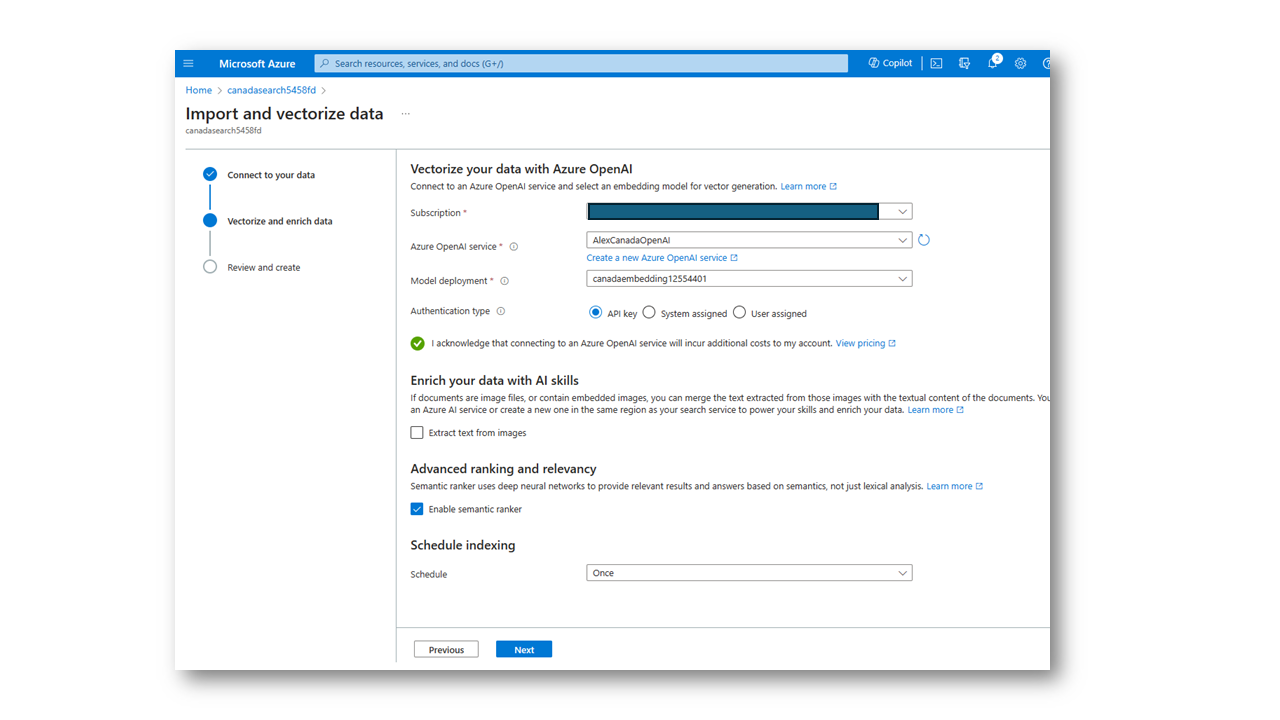 Microsoft Azure
Search resources, services, and docs (G+/)
Copilot
2
Home > canadasearch5458fd >
Import and vectorize data ...
canadasearch5458fd
Connect to your data
Vectorize and enrich data
Review and create
Vectorize your data with Azure OpenAI
Connect to an Azure OpenAI service and select an embedding model for vector generation. Learn more
Subscription *
Azure OpenAI service *
AlexCanadaOpenAI
Create a new Azure OpenAI service
Model deployment *
canadaembedding12554401
Authentication type
API key
System assigned
User assigned
I acknowledge that connecting to an Azure OpenAI service will incur additional costs to my account. View pricing
Enrich your data with AI skills
If documents are image files, or contain embedded images, you can merge the text extracted from those images with the textual content of the documents. You
an Azure AI service or create a new one in the same region as your search service to power your skills and enrich your data. Learn more
Extract text from images
Advanced ranking and relevancy
Semantic ranker uses deep neural networks to provide relevant results and answers based on semantics, not just lexical analysis. Learn more
Enable semantic ranker
Schedule indexing
Schedule
Once
Previous
Next